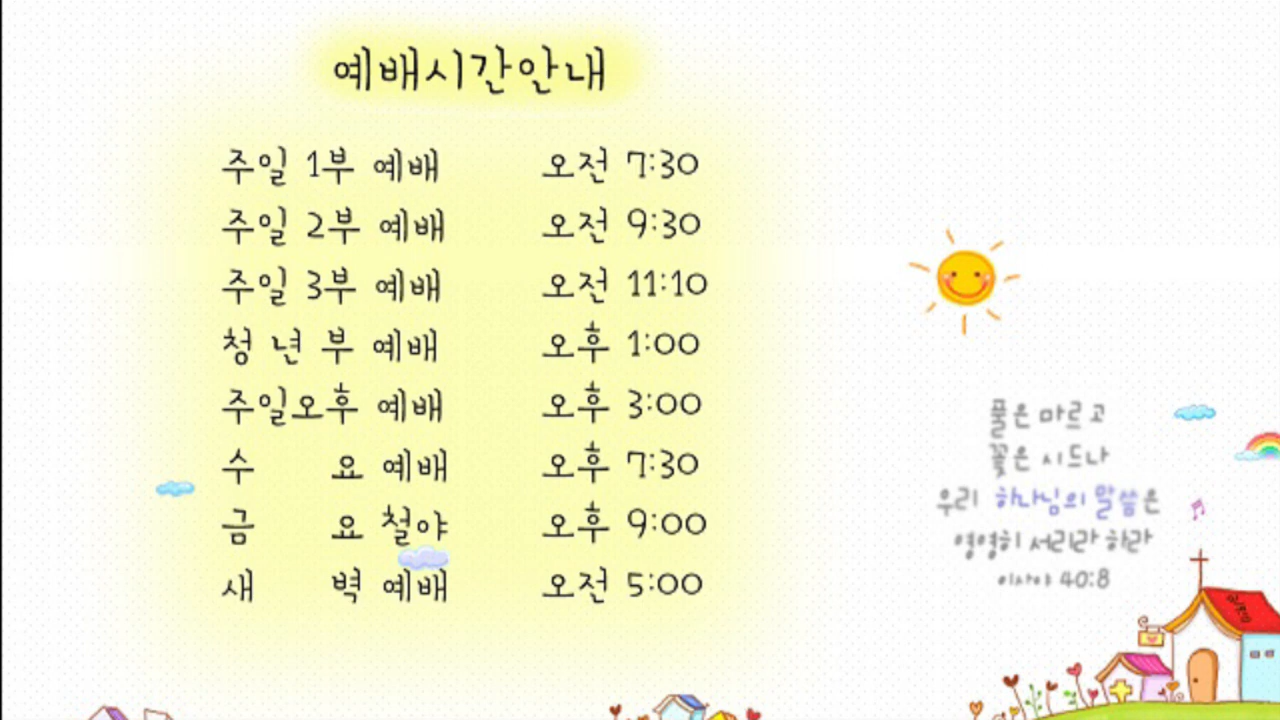 예배시간안내
주일 1부 예배 오전 7:30
주일 2부 예배 오전 9:30
주일 3부 예배 오전 11:10
청 년 부 예배 오후 1:00
주일오후 예배 오후 3:00
수 요 예배 오후 7:30
금 요 철야 오후 9:00
새 벽 예배 오전 5:00
풀은 마르고
꽃은 시드나
우리 하나님의 말씀은
영영히 서리라 하라
이사야 40:8